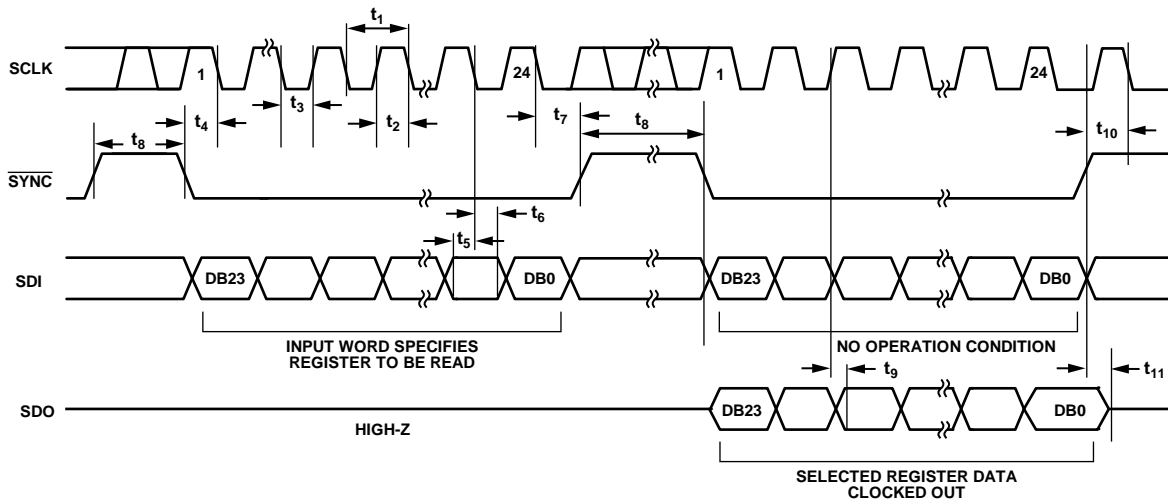 t1
SCLK
1
24
1
24
t3
t4
t2
t7
t8
t10
t8
SYNC
t6
t5
SDI
DB23
DB0
DB23
DB0
INPUT WORD SPECIFIES
REGISTER TO BE READ
NO OPERATION CONDITION
t9
t11
SDO
DB23
DB0
HIGH-Z
SELECTED REGISTER DATA
CLOCKED OUT